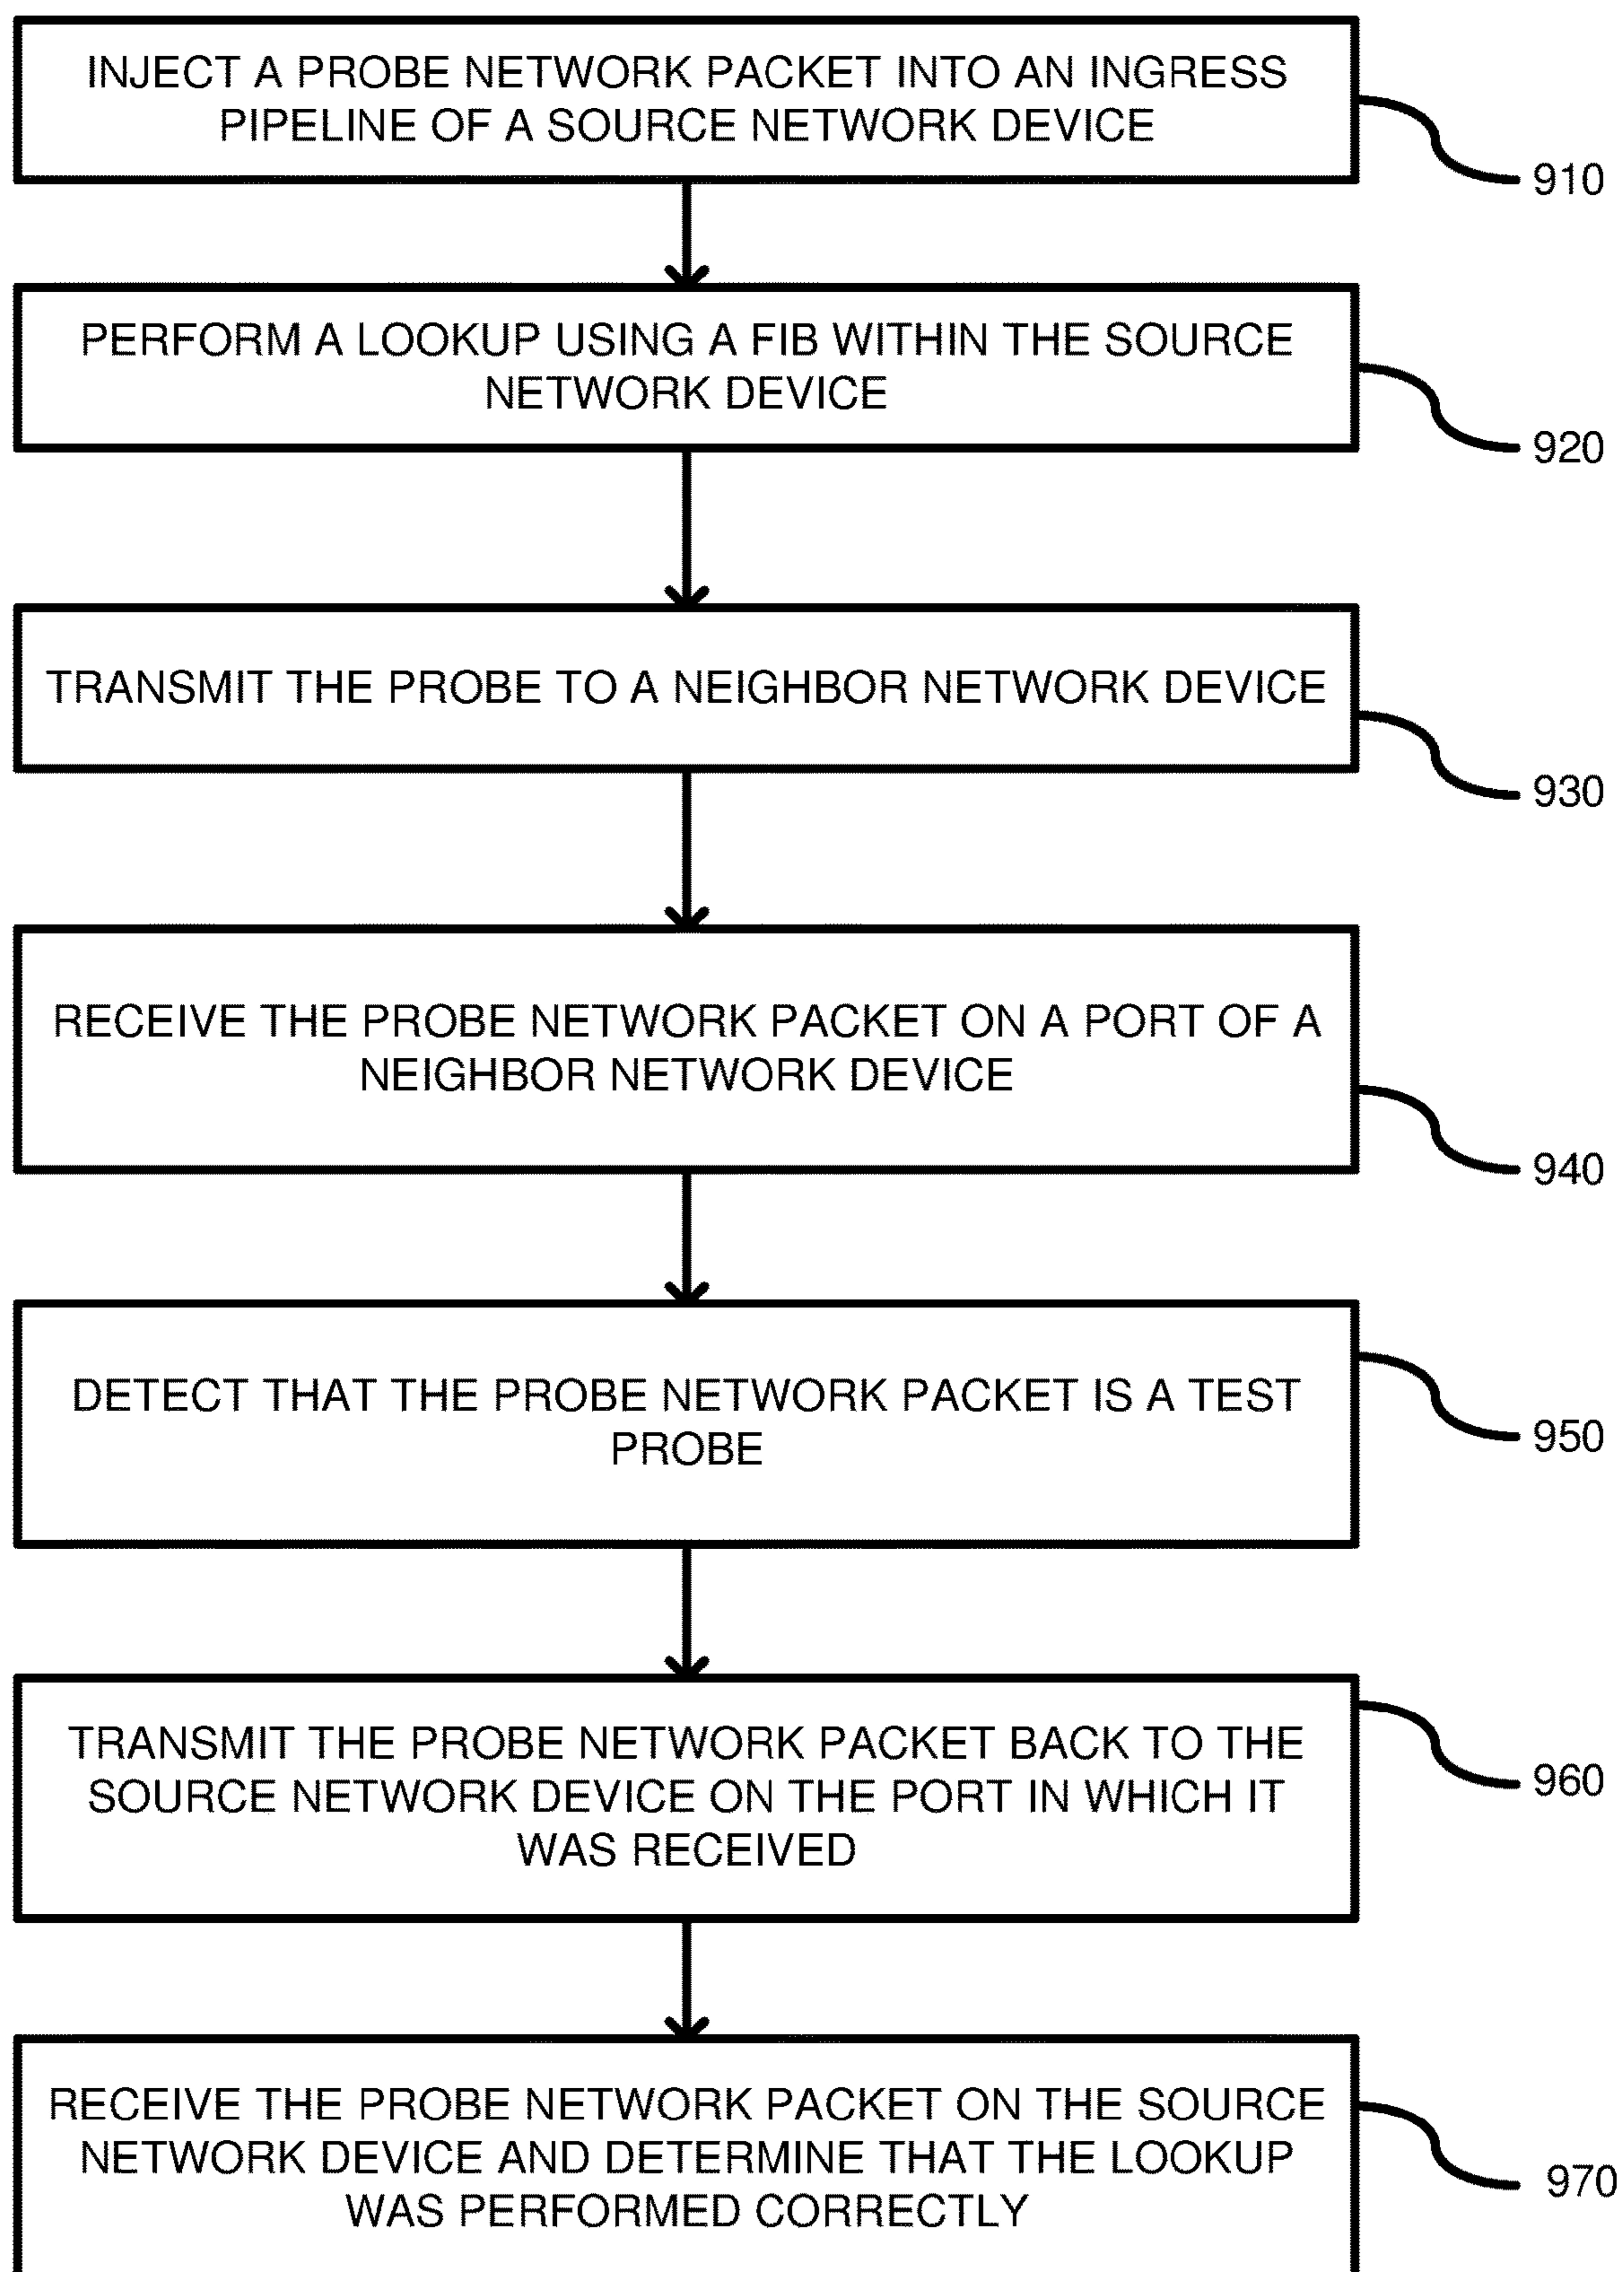 INJECT A PROBE NETWORK PACKET INTO AN INGRESS
PIPELINE OF A SOURCE NETWORK DEVICE
910
PERFORM A LOOKUP USING A FIB WITHIN THE SOURCE
NETWORK DEVICE
920
TRANSMIT THE PROBE TO A NEIGHBOR NETWORK DEVICE
930
RECEIVE THE PROBE NETWORK PACKET ON A PORT OF A
NEIGHBOR NETWORK DEVICE
940
DETECT THAT THE PROBE NETWORK PACKET IS A TEST
PROBE
950
TRANSMIT THE PROBE NETWORK PACKET BACK TO THE
SOURCE NETWORK DEVICE ON THE PORT IN WHICH IT
WAS RECEIVED
960
RECEIVE THE PROBE NETWORK PACKET ON THE SOURCE
NETWORK DEVICE AND DETERMINE THAT THE LOOKUP
WAS PERFORMED CORRECTLY
970